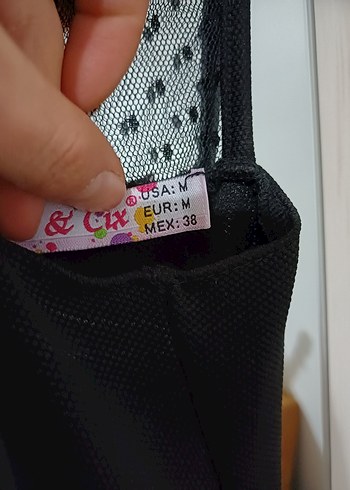 & Cix®
USA: M
EUR: M
MEX: 38